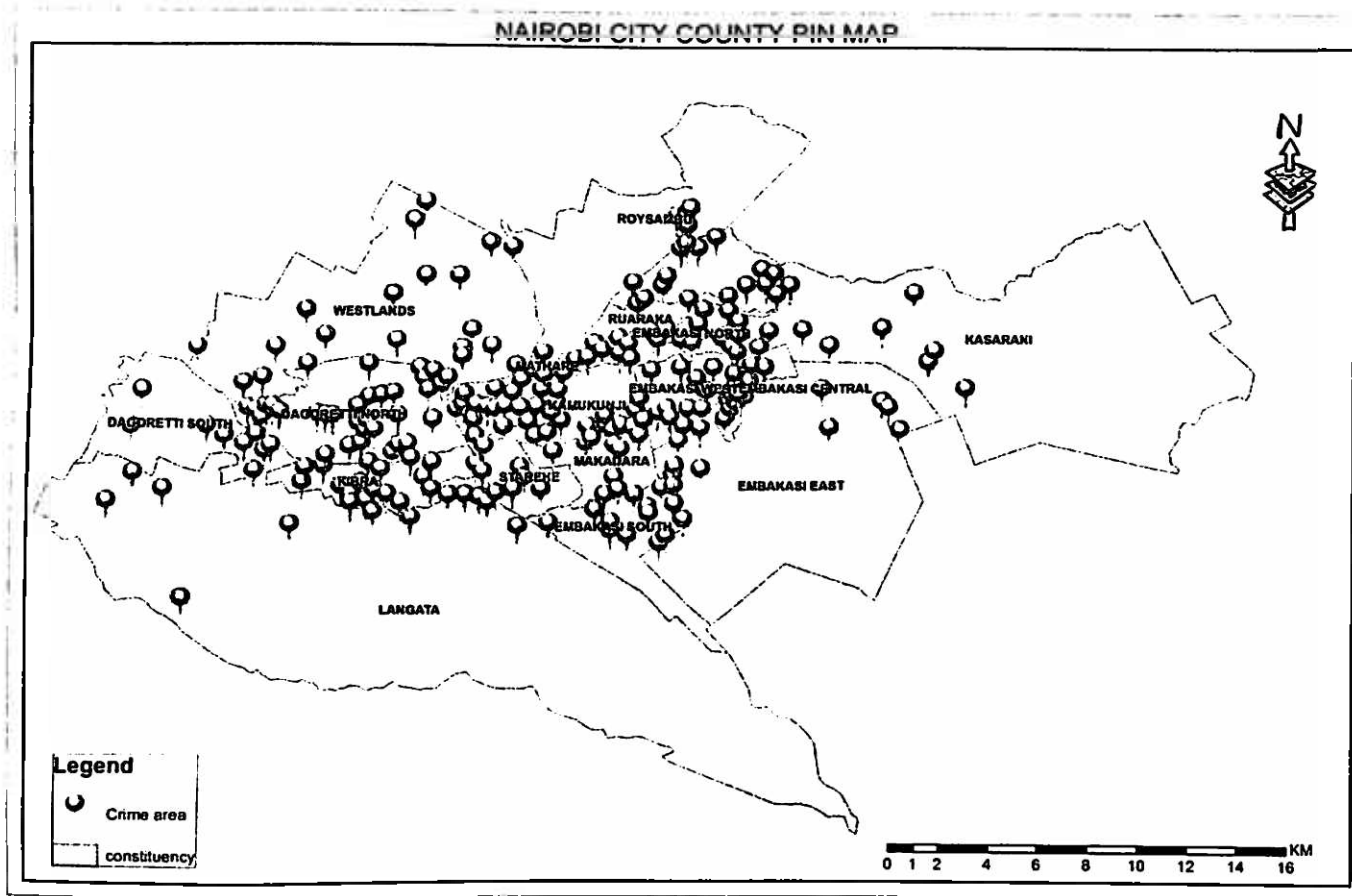 NAIROBI CITY COUNTY PIN MAP
N
ROYSAMBU
WESTLANDS
RUARAKA
EMBAKASI NORTH
KASARANI
MATHARE
EMBAKASI WEST EMBAKASI CENTRAL
KAMUKUNJI
DAGORETTI NORTH
DAGORETTI SOUTH
MAKADARA
KIBRA
STAREHE
EMBAKASI EAST
EMBAKASI SOUTH
LANGATA
Legend
Crime area
constituency
KM
0 1 2 4 6 8 10 12 14 16